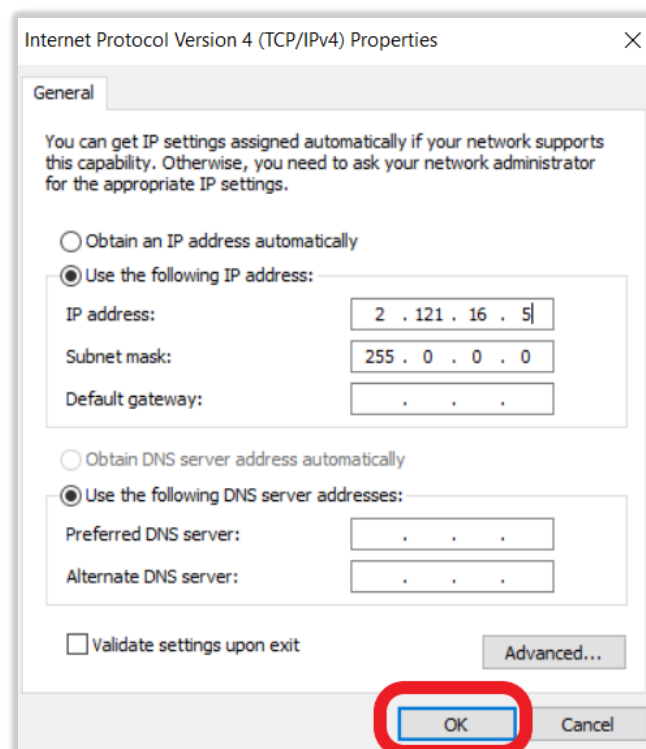 Internet Protocol Version 4 (TCP/IPv4) Properties
General
You can get IP settings assigned automatically if your network supports
this capability. Otherwise, you need to ask your network administrator
for the appropriate IP settings.
Obtain an IP address automatically
Use the following IP address:
IP address: 2 . 121 . 16 . 5
Subnet mask: 255 . 0 . 0 . 0
Default gateway: . . .
Obtain DNS server address automatically
Use the following DNS server addresses:
Preferred DNS server: . . .
Alternate DNS server: . . .
Validate settings upon exit
Advanced...
OK Cancel